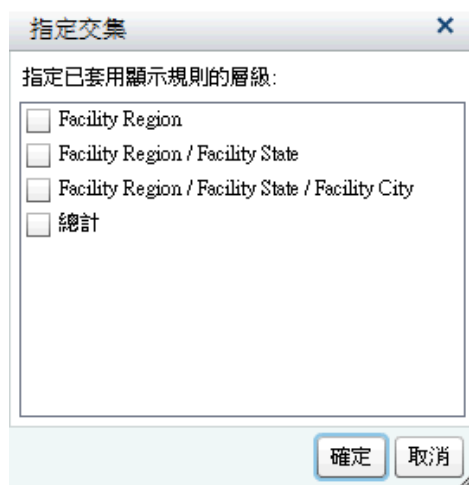 指定交集
指定已套用顯示規則的層級:
Facility Region
Facility Region / Facility State
Facility Region / Facility State / Facility City
總計
確定 取消